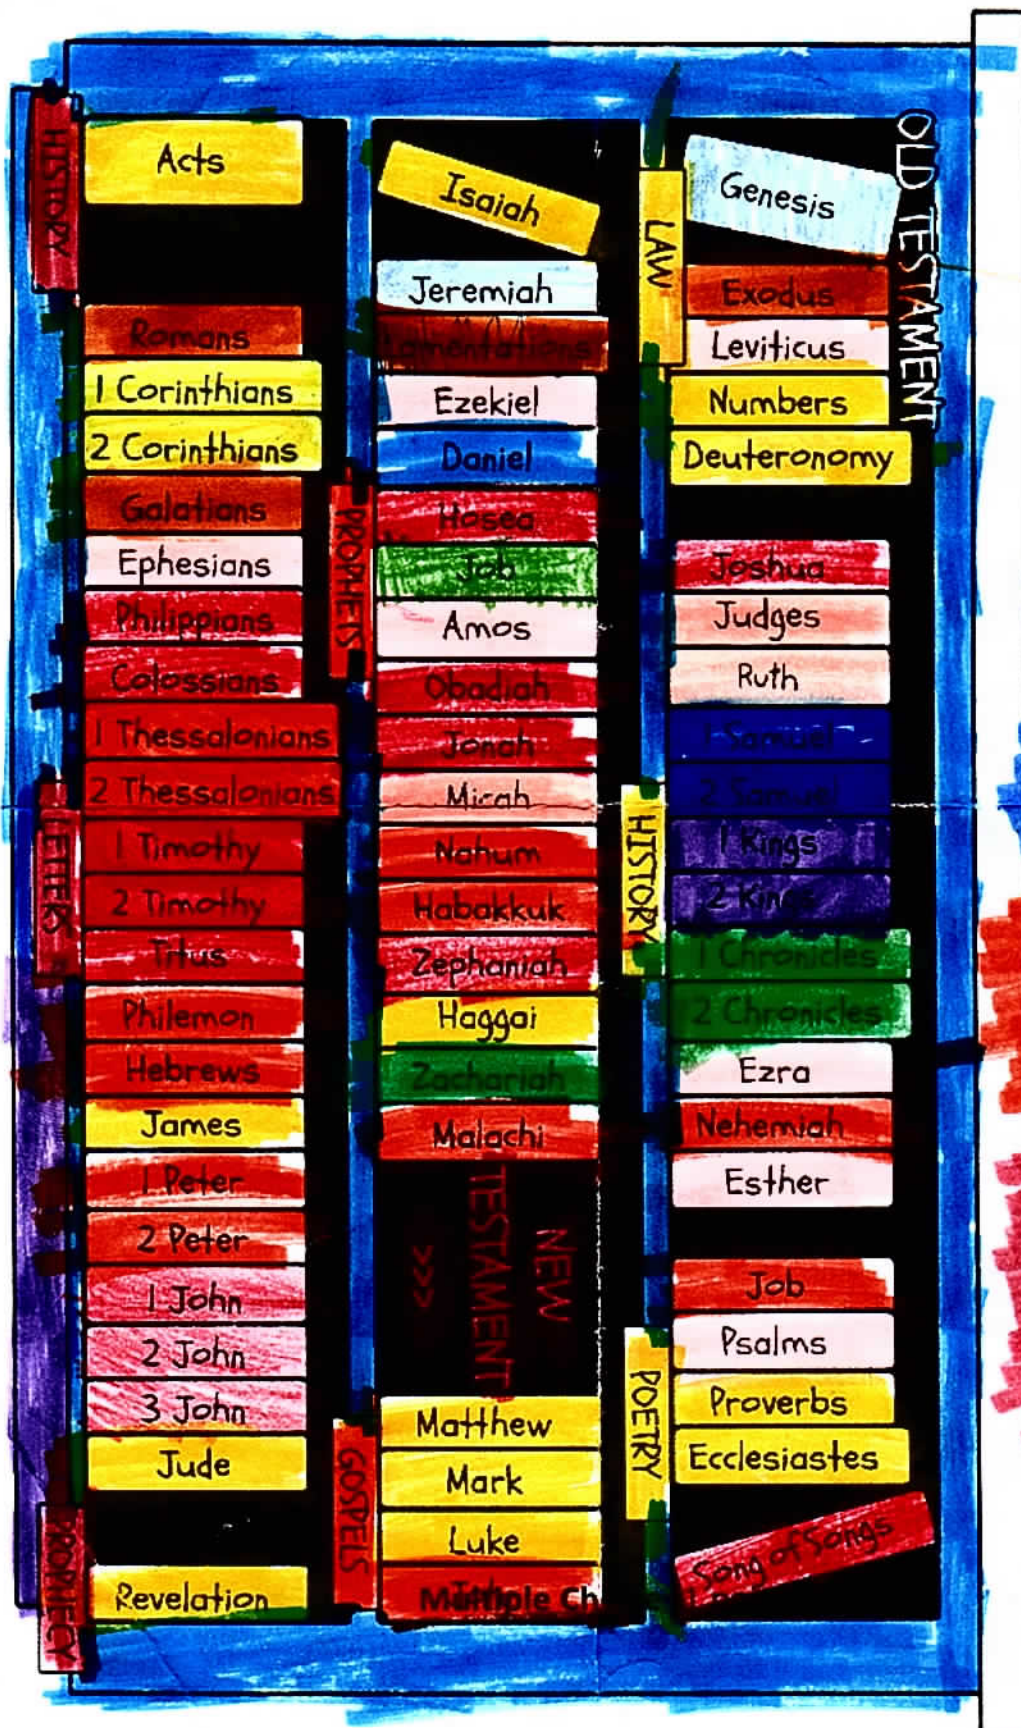 OLD TESTAMENT
LAW
Genesis
Exodus
Leviticus
Numbers
Deuteronomy
HISTORY
Joshua
Judges
Ruth
1 Samuel
2 Samuel
1 Kings
2 Kings
1 Chronicles
2 Chronicles
Ezra
Nehemiah
Esther
POETRY
Job
Psalms
Proverbs
Ecclesiastes
Song of Songs
PROPHETS
Isaiah
Jeremiah
Lamentations
Ezekiel
Daniel
Hosea
Job
Amos
Obadiah
Jonah
Micah
Nahum
Habakkuk
Zephaniah
Haggai
Zachariah
Malachi
NEW
TESTAMENT
>>>
GOSPELS
Matthew
Mark
Luke
Multiple Ch
HISTORY
Acts
LETTERS
Romans
1 Corinthians
2 Corinthians
Galatians
Ephesians
Philippians
Colossians
1 Thessalonians
2 Thessalonians
1 Timothy
2 Timothy
Titus
Philemon
Hebrews
James
1 Peter
2 Peter
1 John
2 John
3 John
Jude
PROPHECY
Revelation